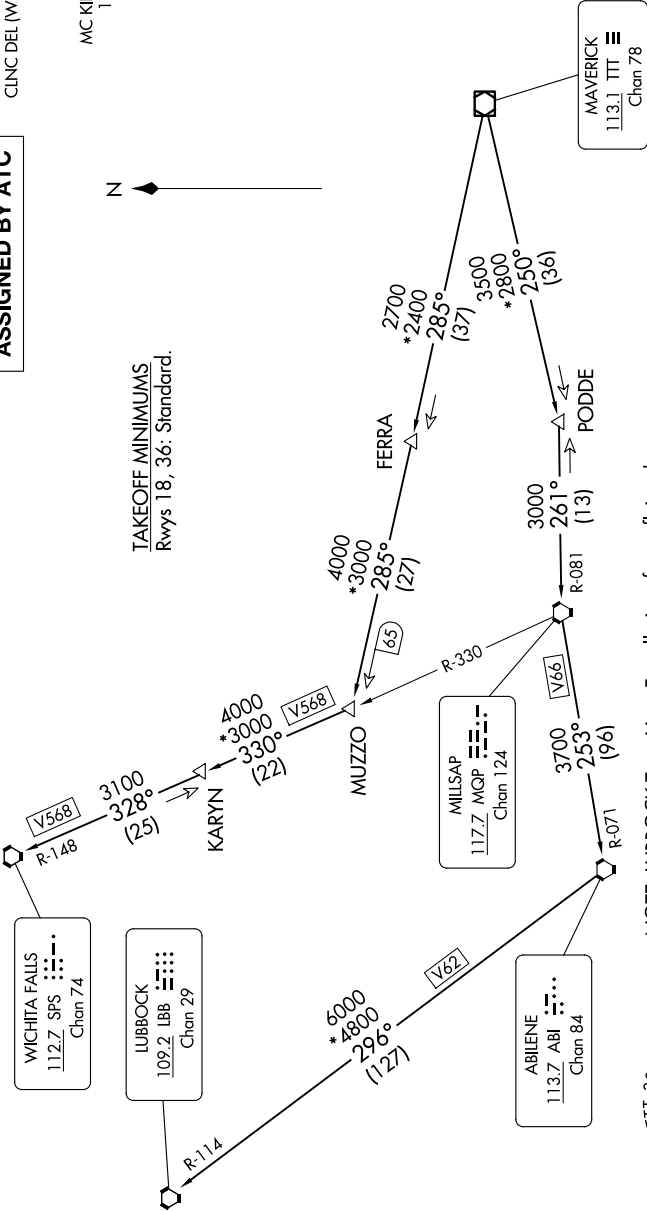 ASSIGNED BY ATC
CLNC DEL (W
MC KI
1
N
WICHITA FALLS
112.7 SPS
Chan 74
R-148
V568
3100
328°
(25)
KARYN
LUBBOCK
109.2 LBB
Chan 29
R-114
TAKEOFF MINIMUMS
Rwys 18, 36: Standard.
4000
*3000
330°
(22)
V568
MUZZO
65
4000
*3000
285°
(27)
FERRA
2700
*2400
285°
(37)
6000
*4800
296°
(127)
V62
R-330
MILLSAP
117.7 MQP
Chan 124
3500
*2800
250°
(36)
PODDE
3000
261°
(13)
R-081
V66
3700
253°
(96)
R-071
ABILENE
113.7 ABI
Chan 84
MAVERICK
113.1 TTT
Chan 78